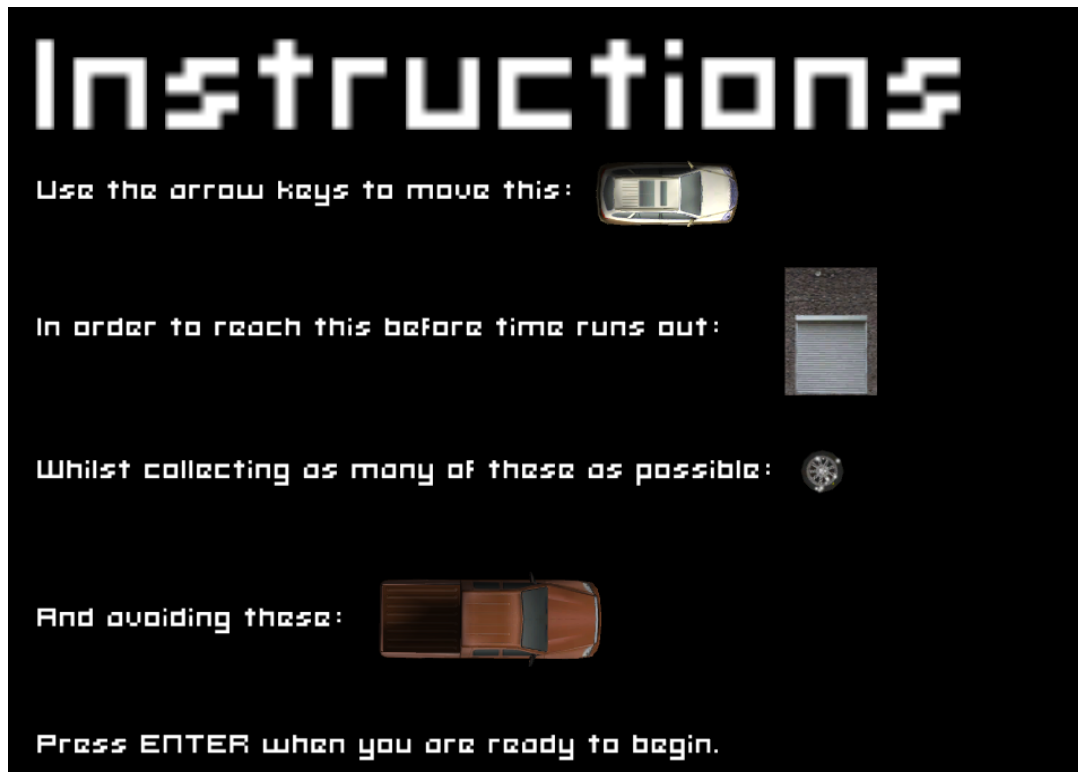 Instructions
Use the arrow keys to move this:
In order to reach this before time runs out:
Whilst collecting as many of these as possible:
And avoiding these:
Press ENTER when you are ready to begin.